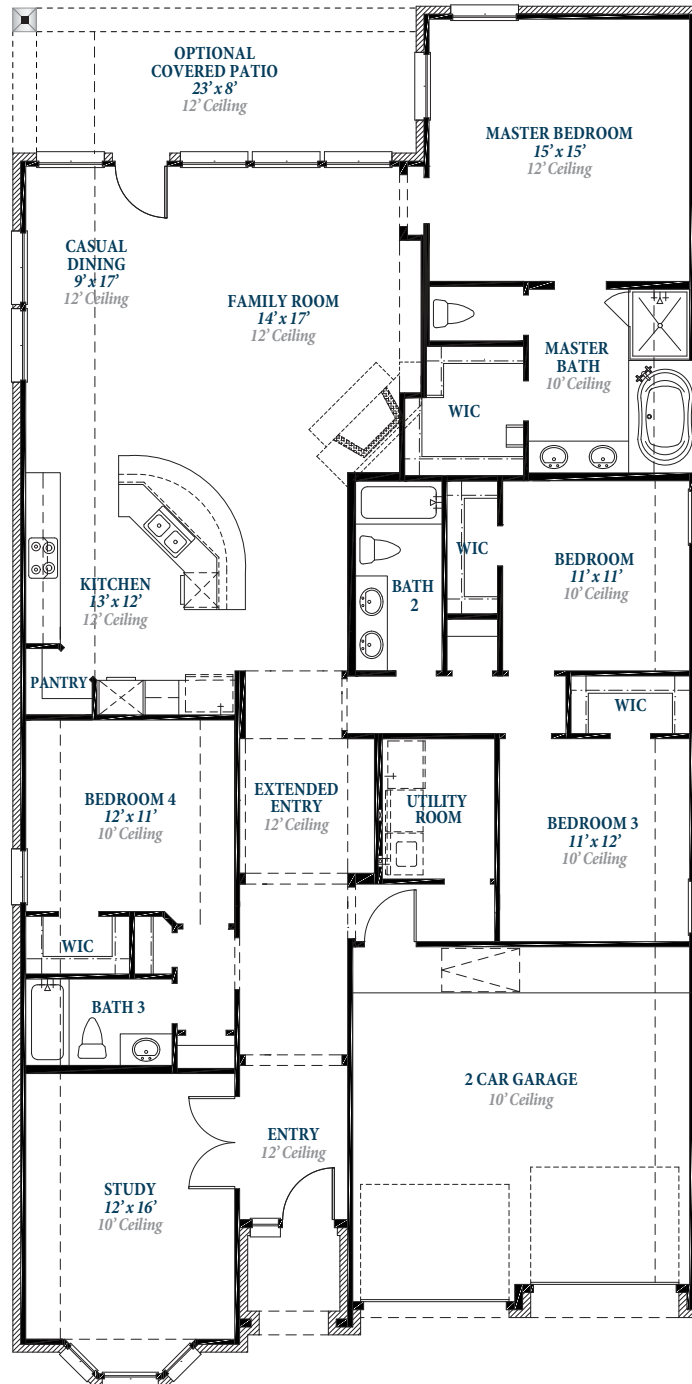 OPTIONAL
COVERED PATIO
23' x 8'
12' Ceiling
MASTER BEDROOM
15' x 15'
12' Ceiling
CASUAL
DINING
9' x 17'
12' Ceiling
FAMILY ROOM
14' x 17'
12' Ceiling
MASTER
BATH
10' Ceiling
WIC
KITCHEN
13' x 12'
12' Ceiling
BATH
2
WIC
BEDROOM
11' x 11'
10' Ceiling
PANTRY
WIC
BEDROOM 4
12' x 11'
10' Ceiling
EXTENDED
ENTRY
12' Ceiling
UTILITY
ROOM
BEDROOM 3
11' x 12'
10' Ceiling
WIC
BATH 3
2 CAR GARAGE
10' Ceiling
ENTRY
12' Ceiling
STUDY
12' x 16'
10' Ceiling